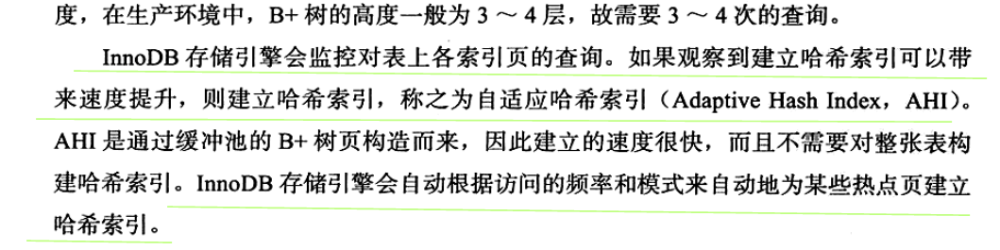 度，在生产环境中，B+ 树的高度一般为 3 ～ 4 层，故需要 3 ～ 4 次的查询。
InnoDB 存储引擎会监控对表上各索引页的查询。如果观察到建立哈希索引可以带
来速度提升，则建立哈希索引，称之为自适应哈希索引（Adaptive Hash Index，AHI）。
AHI 是通过缓冲池的 B+ 树页构造而来，因此建立的速度很快，而且不需要对整张表构
建哈希索引。InnoDB 存储引擎会自动根据访问的频率和模式来自动地为某些热点页建立
哈希索引。